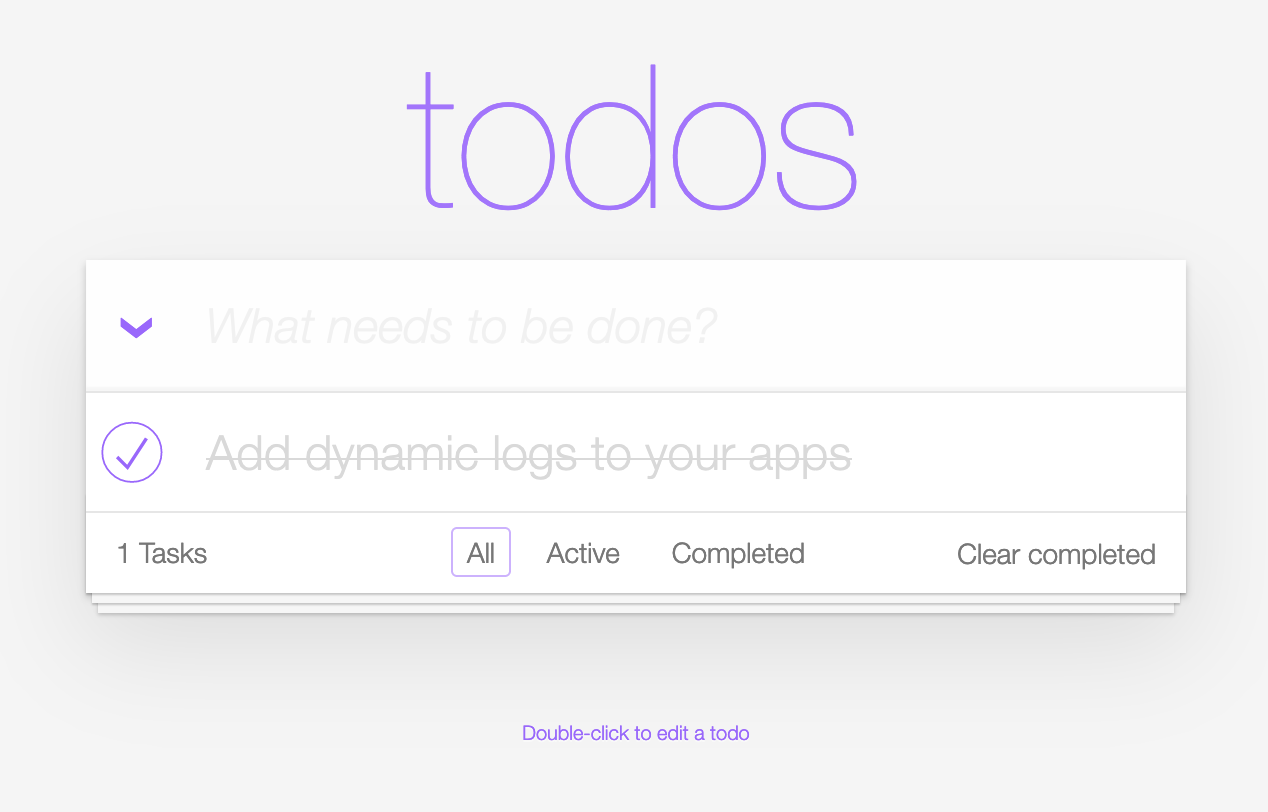 todos
What needs to be done?
Add dynamic logs to your apps
1 Tasks All Active Completed Clear completed
Double-click to edit a todo